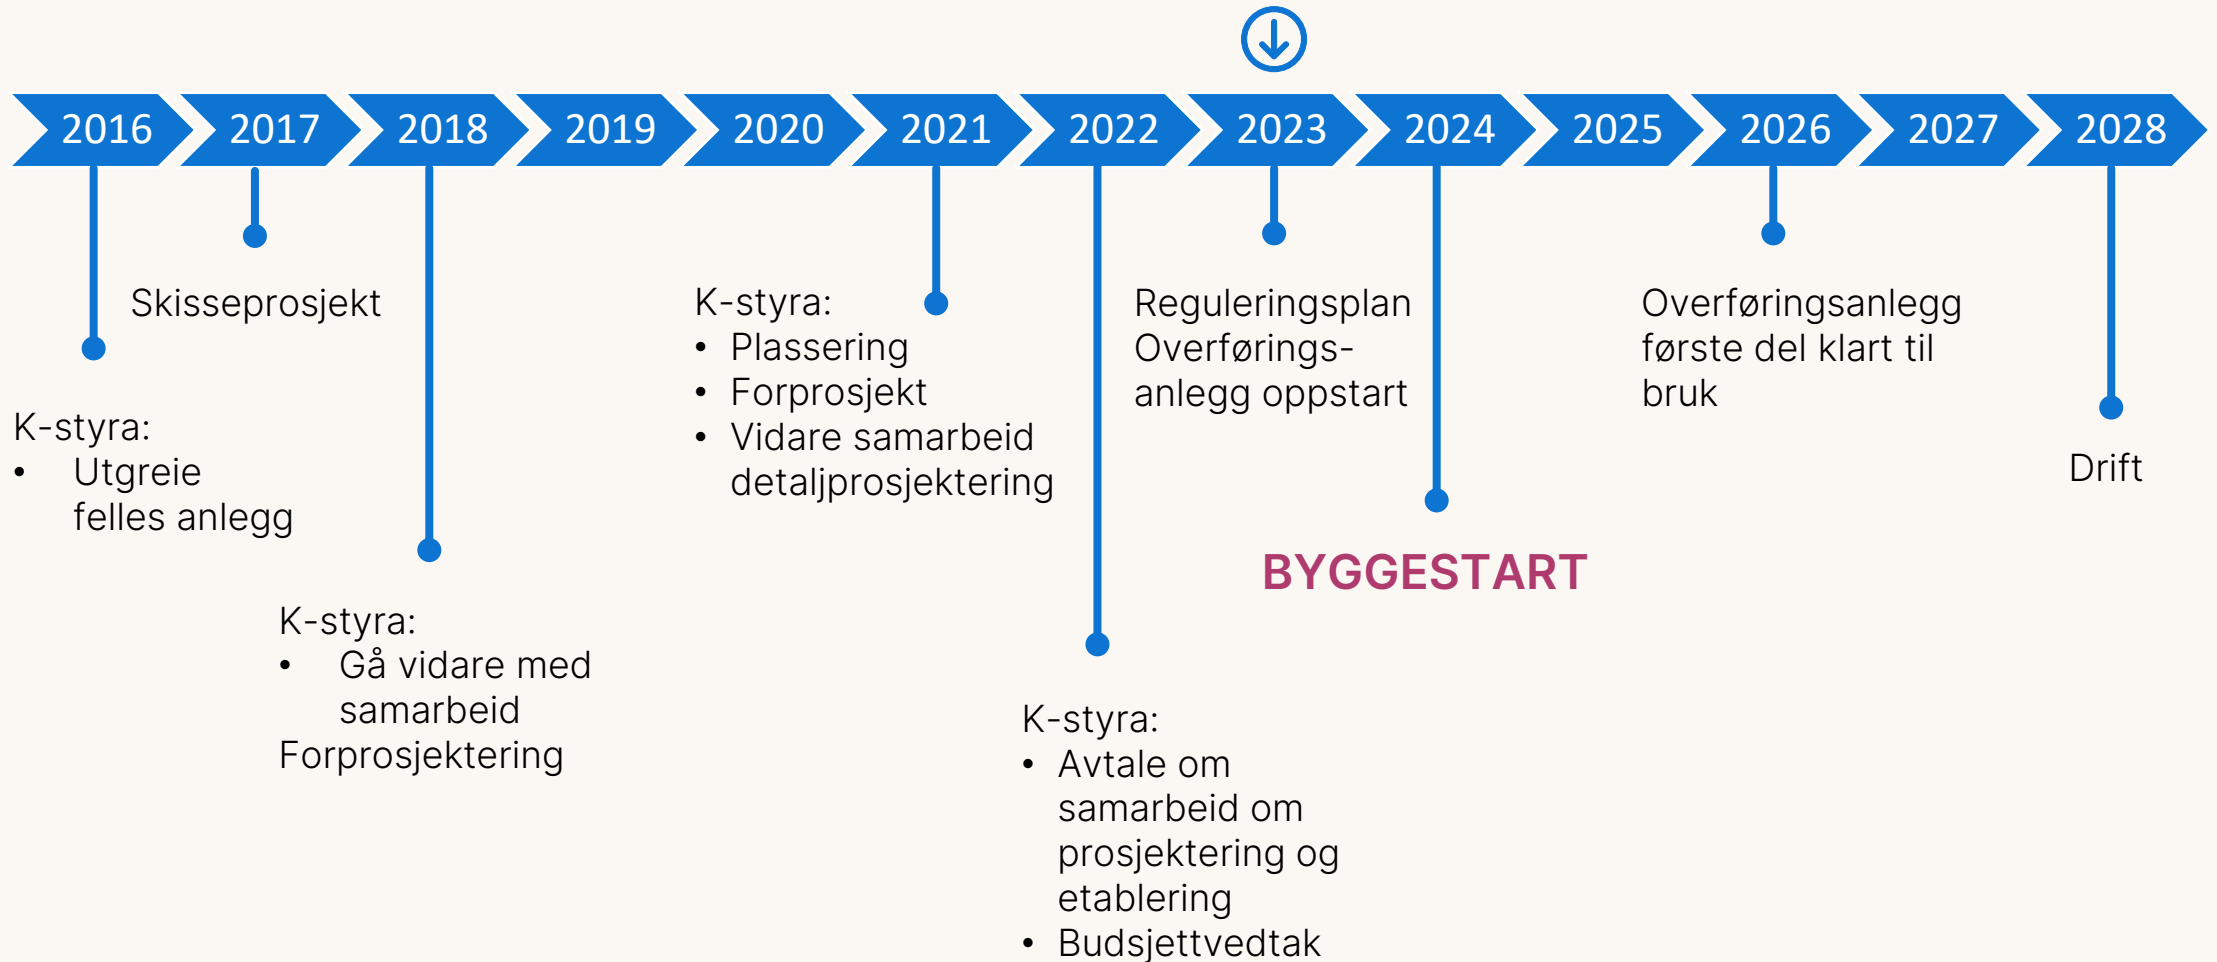 2016 2017 2018 2019 2020 2021 2022 2023 2024 2025 2026 2027 2028
K-styra:
• Utgreie
felles anlegg
Skisseprosjekt
K-styra:
• Gå vidare med
samarbeid
Forprosjektering
K-styra:
• Plassering
• Forprosjekt
• Vidare samarbeid
detaljprosjektering
K-styra:
• Avtale om
samarbeid om
prosjektering og
etablering
• Budsjettvedtak
Reguleringsplan
Overførings-
anlegg oppstart
BYGGESTART
Overføringsanlegg
første del klart til
bruk
Drift